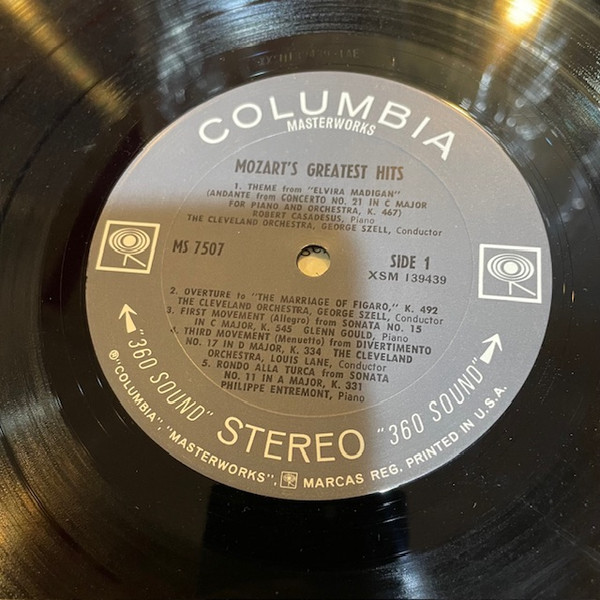 COLUMBIA
MASTERWORKS
MOZART'S GREATEST HITS
1. THEME from "ELVIRA MADIGAN"
(ANDANTE from CONCERTO NO. 21 IN C MAJOR
FOR PIANO AND ORCHESTRA, K. 467)
ROBERT CASADESUS, Piano
THE CLEVELAND ORCHESTRA, GEORGE SZELL, Conductor
MS 7507
SIDE 1
XSM 139439
2. OVERTURE to "THE MARRIAGE OF FIGARO," K. 492
THE CLEVELAND ORCHESTRA, GEORGE SZELL, Conductor
3. FIRST MOVEMENT (Allegro) from SONATA NO. 15
IN C MAJOR, K. 545 GLENN GOULD, Piano
4. THIRD MOVEMENT (Menuetto) from DIVERTIMENTO
NO. 17 IN D MAJOR, K. 334 THE CLEVELAND
ORCHESTRA, LOUIS LANE, Conductor
5. RONDO ALLA TURCA from SONATA
NO. 11 IN A MAJOR, K. 331
PHILIPPE ENTREMONT, Piano
"360 SOUND" STEREO "360 SOUND"
® "COLUMBIA", "MASTERWORKS", MARCAS REG. PRINTED IN U.S.A.